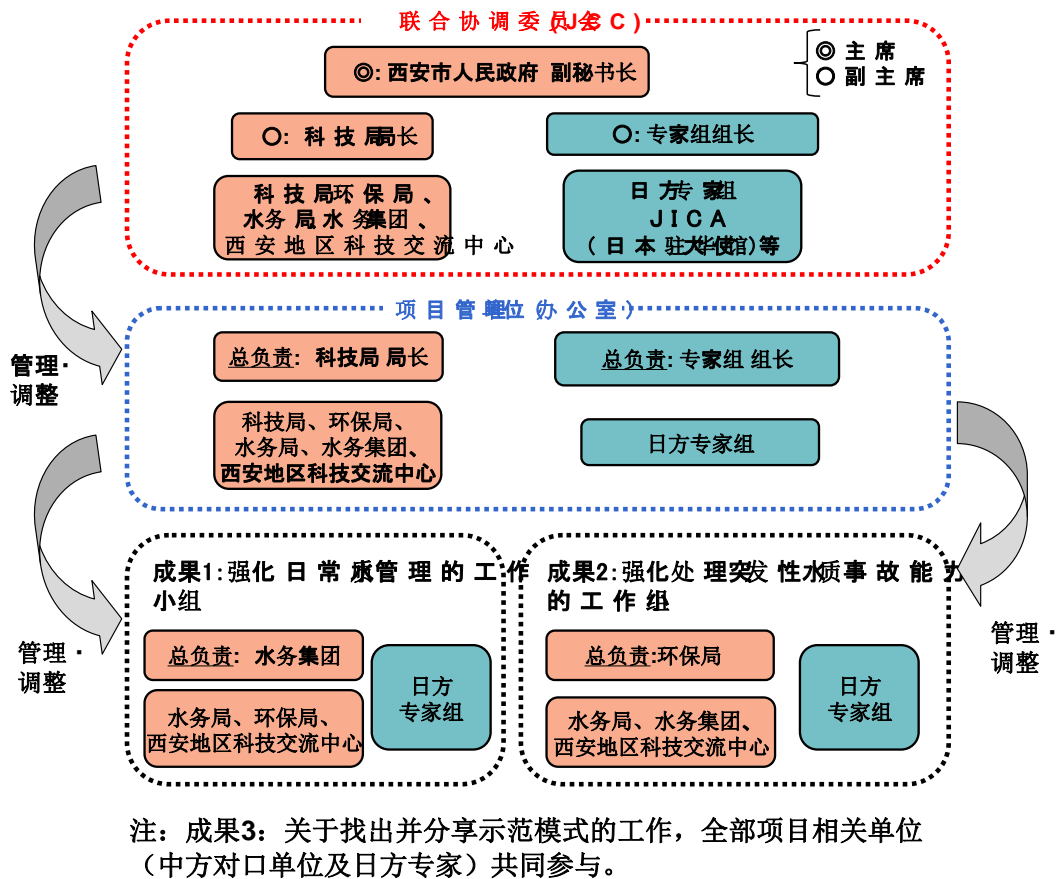 联合协调委员会(JCC)
◎主席
○副主席
◎:西安市人民政府 副秘书长
○: 科技局局长
○:专家组组长
科技局、环保局、
水务局、水务集团、
西安地区科技交流中心
日方专家组
JICA
(日本驻华大使馆)等
项目管理单位(办公室)
管理·
调整
总负责: 科技局 局长
总负责:专家组 组长
科技局、环保局、
水务局、水务集团、
西安地区科技交流中心
日方专家组
成果1:强化日常水质管理的工作
小组
成果2:强化处理突发性水质事故能力
的工作小组
管理·
调整
总负责: 水务集团
水务局、环保局、
西安地区科技交流中心
日方
专家组
总负责:环保局
水务局、水务集团、
西安地区科技交流中心
日方
专家组
管理·
调整
注：成果3：关于找出并分享示范模式的工作，全部项目相关单位
（中方对口单位及日方专家）共同参与。